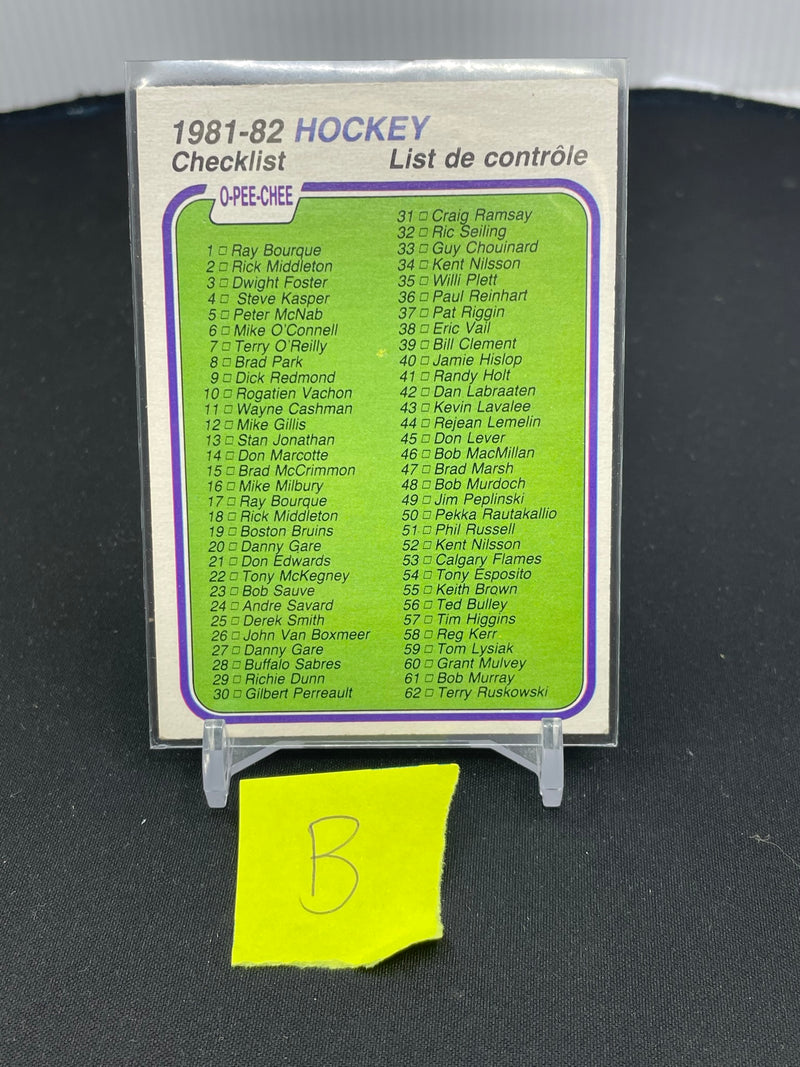 1981-82 HOCKEY
Checklist List de contrôle
O-PEE-CHEE
1 □ Ray Bourque
2 □ Rick Middleton
3 □ Dwight Foster
4 □ Steve Kasper
5 □ Peter McNab
6 □ Mike O'Connell
7 □ Terry O'Reilly
8 □ Brad Park
9 □ Dick Redmond
10 □ Rogatien Vachon
11 □ Wayne Cashman
12 □ Mike Gillis
13 □ Stan Jonathan
14 □ Don Marcotte
15 □ Brad McCrimmon
16 □ Mike Milbury
17 □ Ray Bourque
18 □ Rick Middleton
19 □ Boston Bruins
20 □ Danny Gare
21 □ Don Edwards
22 □ Tony McKegney
23 □ Bob Sauve
24 □ Andre Savard
25 □ Derek Smith
26 □ John Van Boxmeer
27 □ Danny Gare
28 □ Buffalo Sabres
29 □ Richie Dunn
30 □ Gilbert Perreault
31 □ Craig Ramsay
32 □ Ric Seiling
33 □ Guy Chouinard
34 □ Kent Nilsson
35 □ Willi Plett
36 □ Paul Reinhart
37 □ Pat Riggin
38 □ Eric Vail
39 □ Bill Clement
40 □ Jamie Hislop
41 □ Randy Holt
42 □ Dan Labraaten
43 □ Kevin Lavalee
44 □ Rejean Lemelin
45 □ Don Lever
46 □ Bob MacMillan
47 □ Brad Marsh
48 □ Bob Murdoch
49 □ Jim Peplinski
50 □ Pekka Rautakallio
51 □ Phil Russell
52 □ Kent Nilsson
53 □ Calgary Flames
54 □ Tony Esposito
55 □ Keith Brown
56 □ Ted Bulley
57 □ Tim Higgins
58 □ Reg Kerr
59 □ Tom Lysiak
60 □ Grant Mulvey
61 □ Bob Murray
62 □ Terry Ruskowski
B